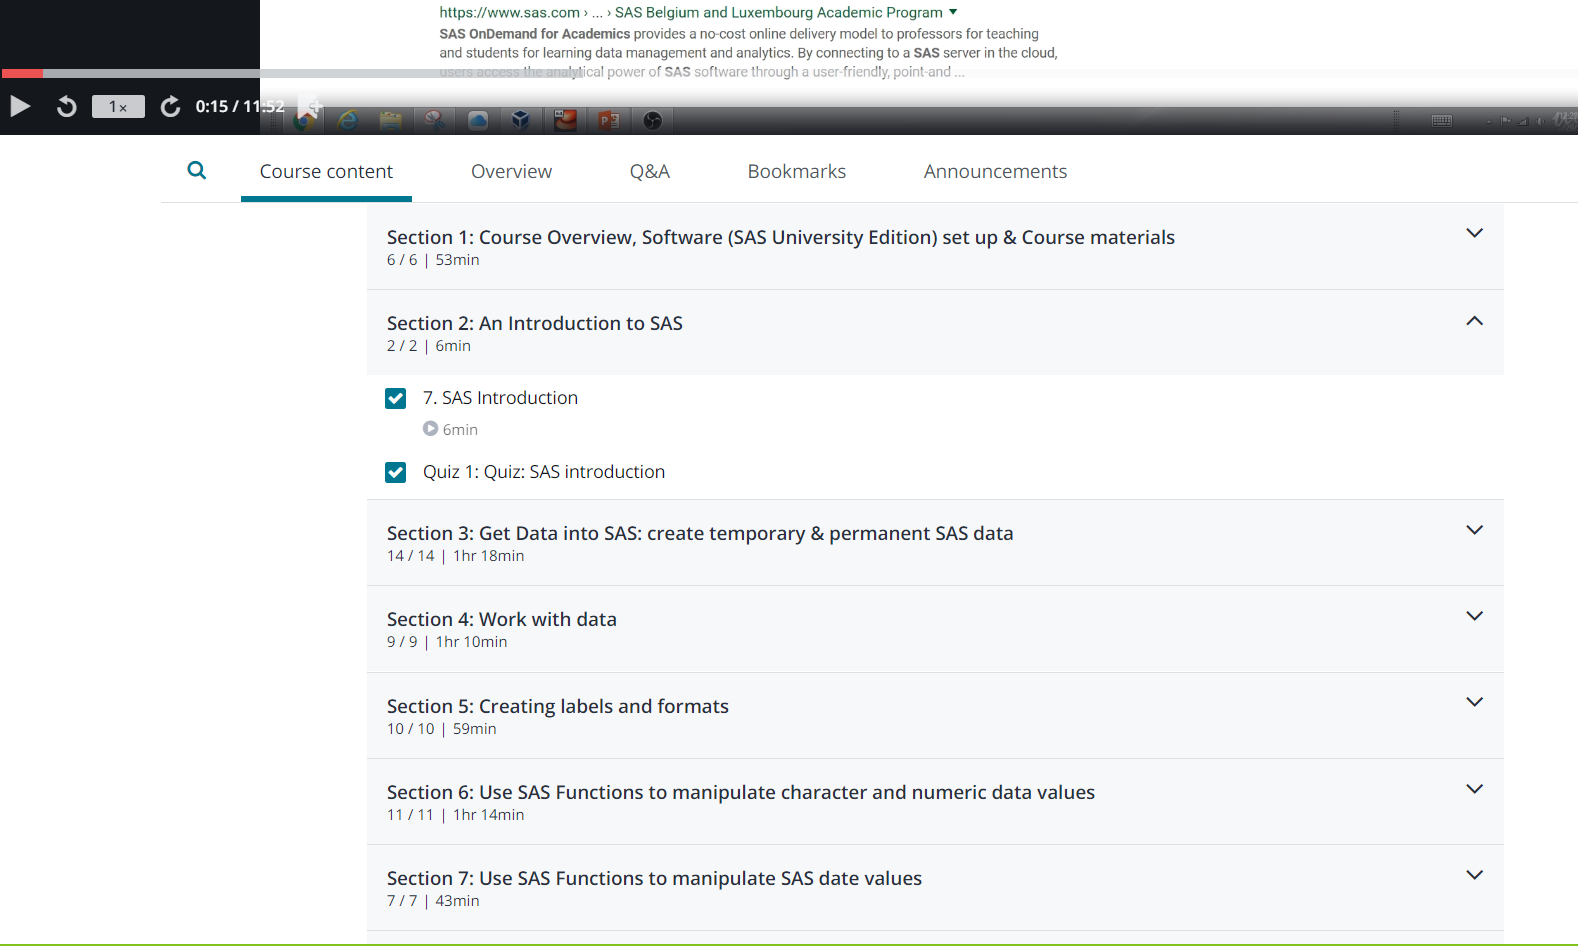 https://www.sas.com › ... › SAS Belgium and Luxembourg Academic Program
SAS OnDemand for Academics provides a no-cost online delivery model to professors for teaching
and students for learning data management and analytics. By connecting to a SAS server in the cloud,
users access the analytical power of SAS software through a user-friendly, point-and ...
1×
0:15 / 11:52
Course content
Overview
Q&A
Bookmarks
Announcements
Section 1: Course Overview, Software (SAS University Edition) set up & Course materials
6 / 6 | 53min
Section 2: An Introduction to SAS
2 / 2 | 6min
7. SAS Introduction
6min
Quiz 1: Quiz: SAS introduction
Section 3: Get Data into SAS: create temporary & permanent SAS data
14 / 14 | 1hr 18min
Section 4: Work with data
9 / 9 | 1hr 10min
Section 5: Creating labels and formats
10 / 10 | 59min
Section 6: Use SAS Functions to manipulate character and numeric data values
11 / 11 | 1hr 14min
Section 7: Use SAS Functions to manipulate SAS date values
7 / 7 | 43min